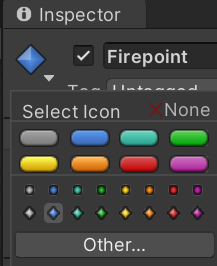 Inspector
Firepoint
Tag Untagged
Select Icon None
Other...